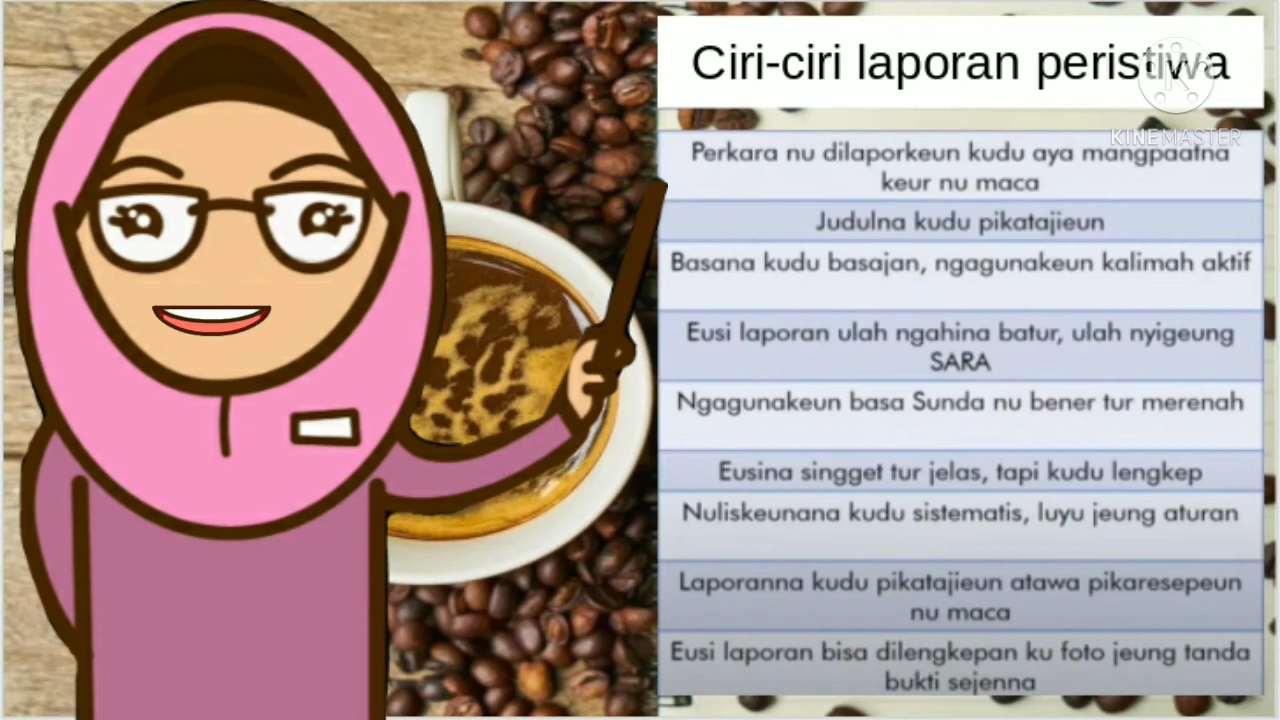 Ciri-ciri laporan peristiwa
KINEMASTER
Perkara nu dilaporkeun kudu aya mangpaatna
keur nu maca
Judulna kudu pikatajieun
Basana kudu basajan, ngagunakeun kalimah aktif
Eusi laporan ulah ngahina batur, ulah nyigeung
SARA
Ngagunakeun basa Sunda nu bener tur merenah
Eusina singget tur jelas, tapi kudu lengkep
Nuliskeunana kudu sistematis, luyu jeung aturan
Laporanna kudu pikatajieun atawa pikaresepeun
nu maca
Eusi laporan bisa dilengkepan ku foto jeung tanda
bukti sejenna